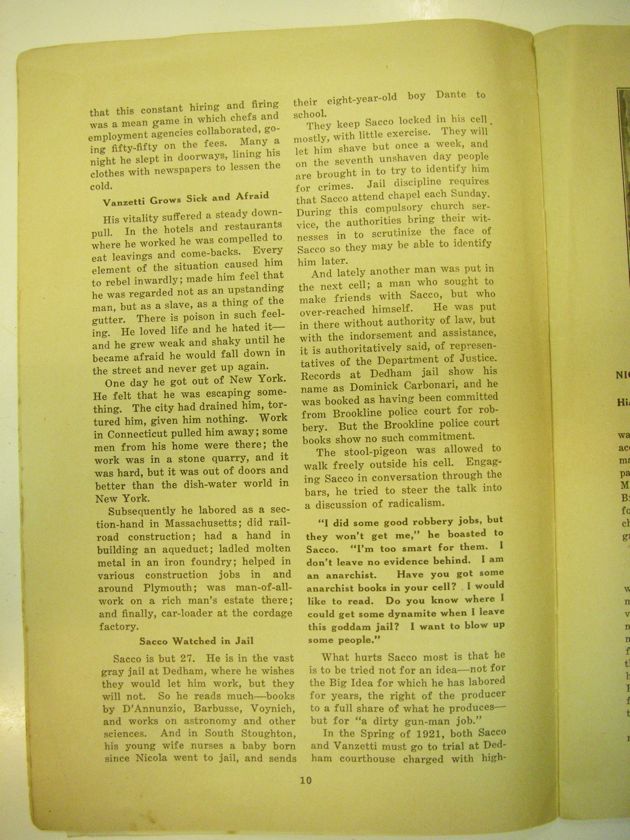 that this constant hiring and firing
was a mean game in which chefs and
employment agencies collaborated, go-
ing fifty-fifty on the fees. Many a
night he slept in doorways, lining his
clothes with newspapers to lessen the
cold.
Vanzetti Grows Sick and Afraid
His vitality suffered a steady down-
pull. In the hotels and restaurants
where he worked he was compelled to
eat leavings and come-backs. Every
element of the situation caused him
to rebel inwardly; made him feel that
he was regarded not as an upstanding
man, but as a slave, as a thing of the
gutter. There is poison in such feel-
ing. He loved life and he hated it—
and he grew weak and shaky until he
became afraid he would fall down in
the street and never get up again.
One day he got out of New York.
He felt that he was escaping some-
thing. The city had drained him, tor-
tured him, given him nothing. Work
in Connecticut pulled him away; some
men from his home were there; the
work was in a stone quarry, and it
was hard, but it was out of doors and
better than the dish-water world in
New York.
Subsequently he labored as a sec-
tion-hand in Massachusetts; did rail-
road construction; had a hand in
building an aqueduct; ladled molten
metal in an iron foundry; helped in
various construction jobs in and
around Plymouth; was man-of-all-
work on a rich man's estate there;
and finally, car-loader at the cordage
factory.
Sacco Watched in Jail
Sacco is but 27. He is in the vast
gray jail at Dedham, where he wishes
they would let him work, but they
will not. So he reads much—books
by D'Annunzio, Barbusse, Voynich,
and works on astronomy and other
sciences. And in South Stoughton,
his young wife nurses a baby born
since Nicola went to jail, and sends
their eight-year-old boy Dante to
school.
They keep Sacco locked in his cell
mostly, with little exercise. They will
let him shave but once a week, and
on the seventh unshaven day people
are brought in to try to identify him
for crimes. Jail discipline requires
that Sacco attend chapel each Sunday.
During this compulsory church ser-
vice, the authorities bring their wit-
nesses in to scrutinize the face of
Sacco so they may be able to identify
him later.
And lately another man was put in
the next cell; a man who sought to
make friends with Sacco, but who
over-reached himself. He was put
in there without authority of law, but
with the indorsement and assistance,
it is authoritatively said, of represen-
tatives of the Department of Justice.
Records at Dedham jail show his
name as Dominick Carbonari, and he
was booked as having been committed
from Brookline police court for rob-
bery. But the Brookline police court
books show no such commitment.
The stool-pigeon was allowed to
walk freely outside his cell. Engag-
ing Sacco in conversation through the
bars, he tried to steer the talk into
a discussion of radicalism.
"I did some good robbery jobs, but
they won't get me," he boasted to
Sacco. "I'm too smart for them. I
don't leave no evidence behind. I am
an anarchist. Have you got some
anarchist books in your cell? I would
like to read. Do you know where I
could get some dynamite when I leave
this goddam jail? I want to blow up
some people."
What hurts Sacco most is that he
is to be tried not for an idea—not for
the Big Idea for which he has labored
for years, the right of the producer
to a full share of what he produces—
but for "a dirty gun-man job."
In the Spring of 1921, both Sacco
and Vanzetti must go to trial at Ded-
ham courthouse charged with high-
10